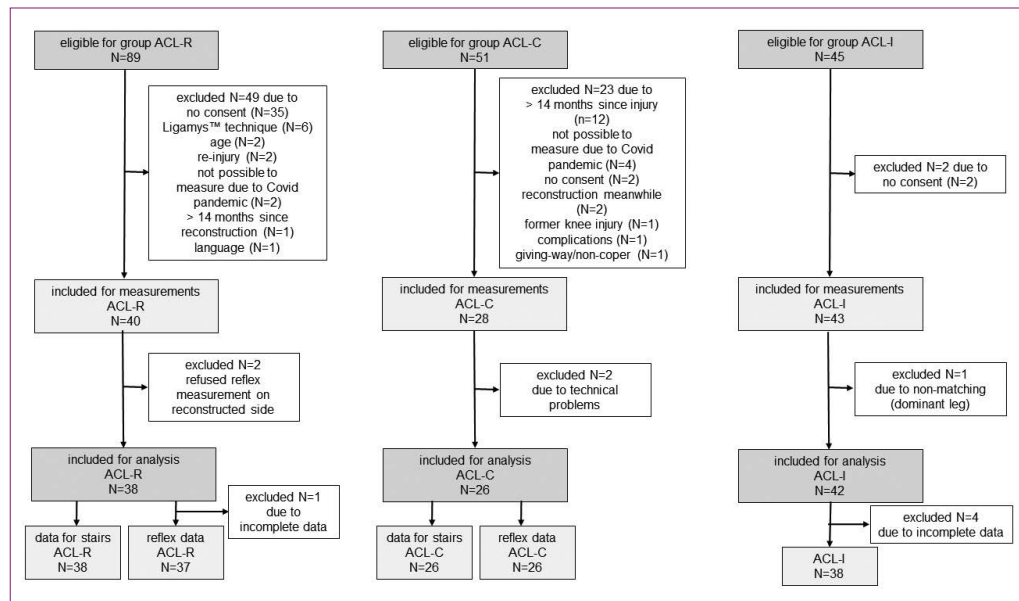 eligible for group ACL-R
N=89
excluded N=49 due to
no consent (N=35)
Ligamys™ technique (N=6)
age (N=2)
re-injury (N=2)
not possible to
measure due to Covid
pandemic (N=2)
> 14 months since
reconstruction (N=1)
language (N=1)
included for measurements
ACL-R
N=40
excluded N=2
refused reflex
measurement on
reconstructed side
included for analysis
ACL-R
N=38
excluded N=1
due to
incomplete data
data for stairs
ACL-R
N=38
reflex data
ACL-R
N=37
eligible for group ACL-C
N=51
excluded N=23 due to
> 14 months since injury
(n=12)
not possible to
measure due to Covid
pandemic (N=4)
no consent (N=2)
reconstruction meanwhile
(N=2)
former knee injury (N=1)
complications (N=1)
giving-way/non-coper (N=1)
included for measurements
ACL-C
N=28
excluded N=2
due to technical
problems
included for analysis
ACL-C
N=26
data for stairs
ACL-C
N=26
reflex data
ACL-C
N=26
eligible for group ACL-I
N=45
excluded N=2 due to
no consent (N=2)
included for measurements
ACL-I
N=43
excluded N=1
due to non-matching
(dominant leg)
included for analysis
ACL-I
N=42
excluded N=4
due to incomplete data
ACL-I
N=38